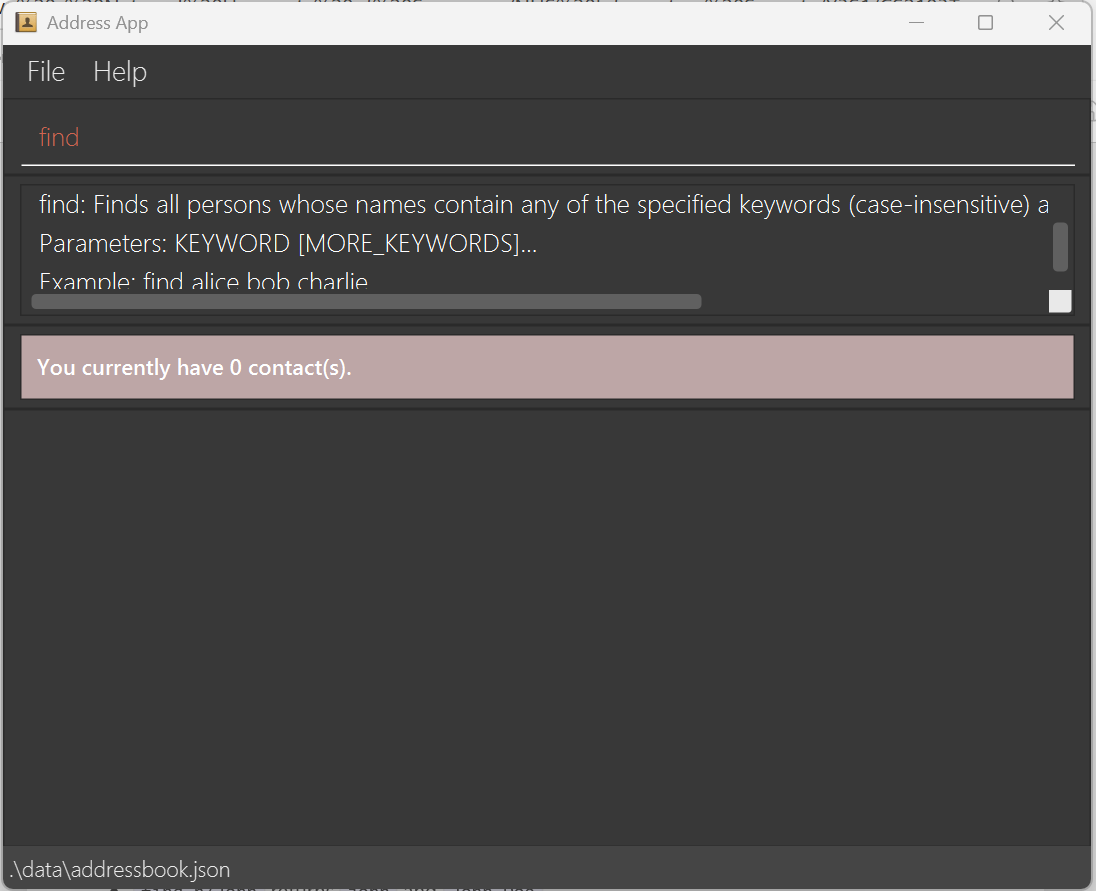 Address App
File Help
find
find: Finds all persons whose names contain any of the specified keywords (case-insensitive) a
Parameters: KEYWORD [MORE_KEYWORDS]...
Example: find alice bob charlie
You currently have 0 contact(s).
.\data\addressbook.json